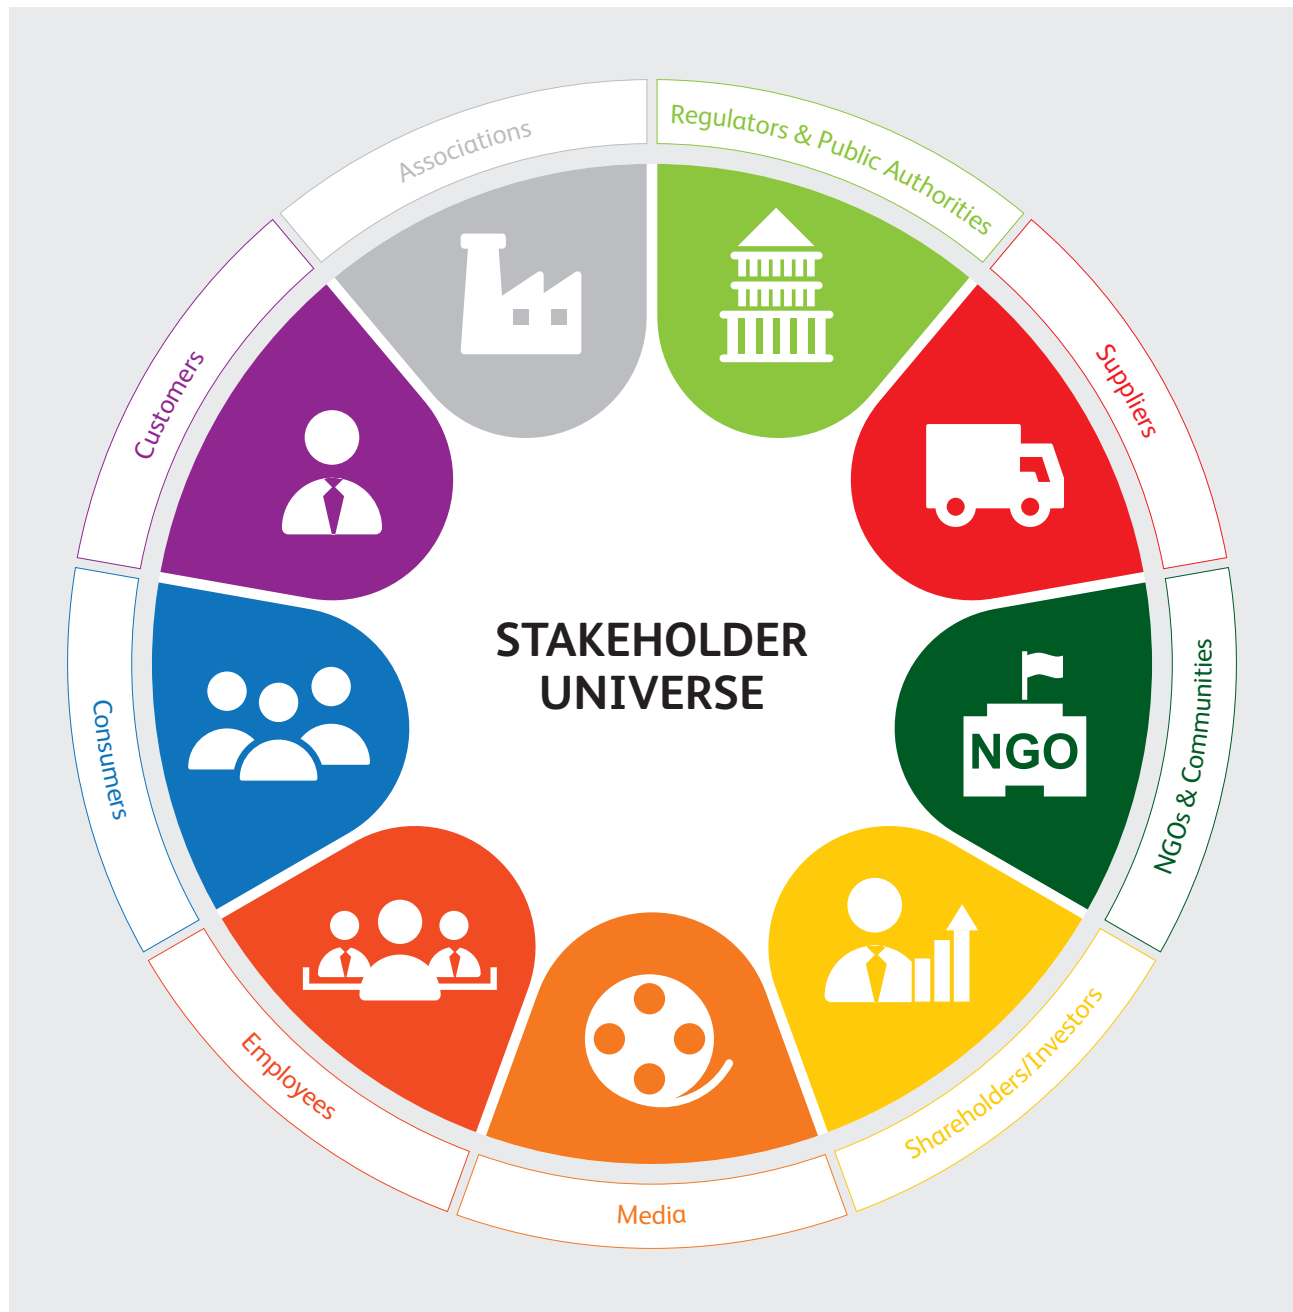 Associations
Regulators & Public Authorities
Suppliers
NGOs & Communities
Shareholders/Investors
Media
Employees
Consumers
Customers
STAKEHOLDER
UNIVERSE
NGO